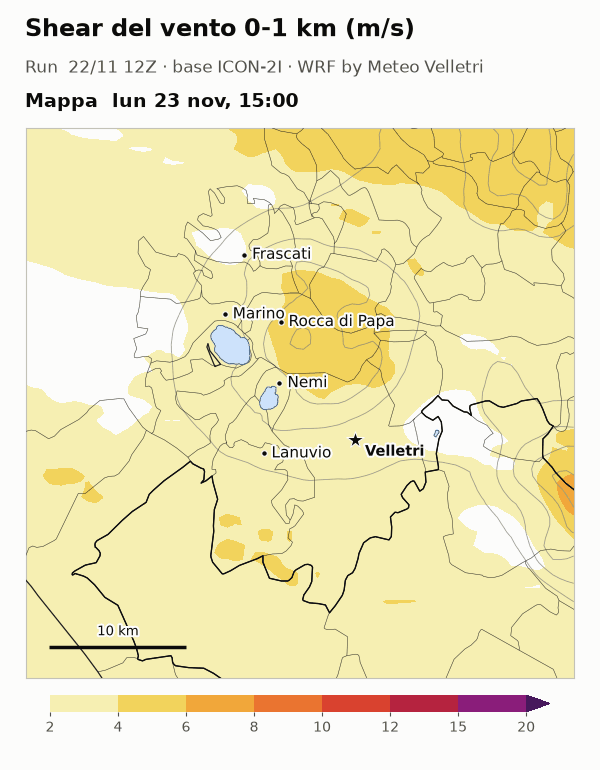 Shear del vento 0-1 km (m/s)
Run 22/11 12Z · base ICON-2I · WRF by Meteo Velletri
Mappa lun 23 nov, 15:00
Frascati
Marino
Rocca di Papa
Nemi
Velletri
Lanuvio
10 km
2 4 6 8 10 12 15 20